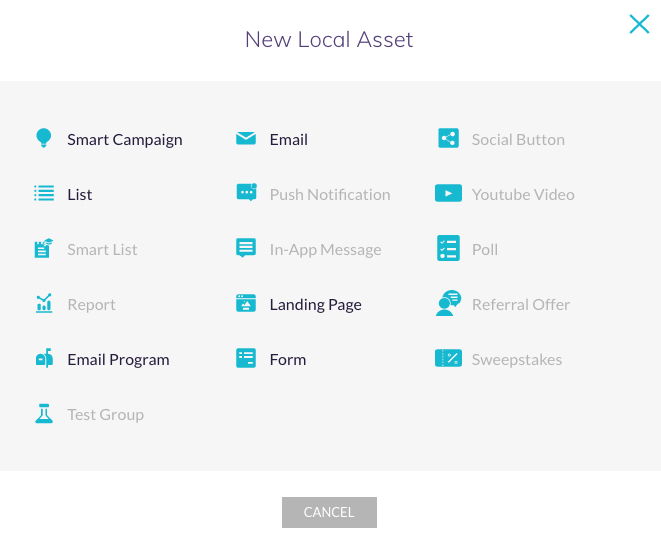 New Local Asset
Smart Campaign
Email
Social Button
List
Push Notification
Youtube Video
Smart List
In-App Message
Poll
Report
Landing Page
Referral Offer
Email Program
Form
Sweepstakes
Test Group
CANCEL